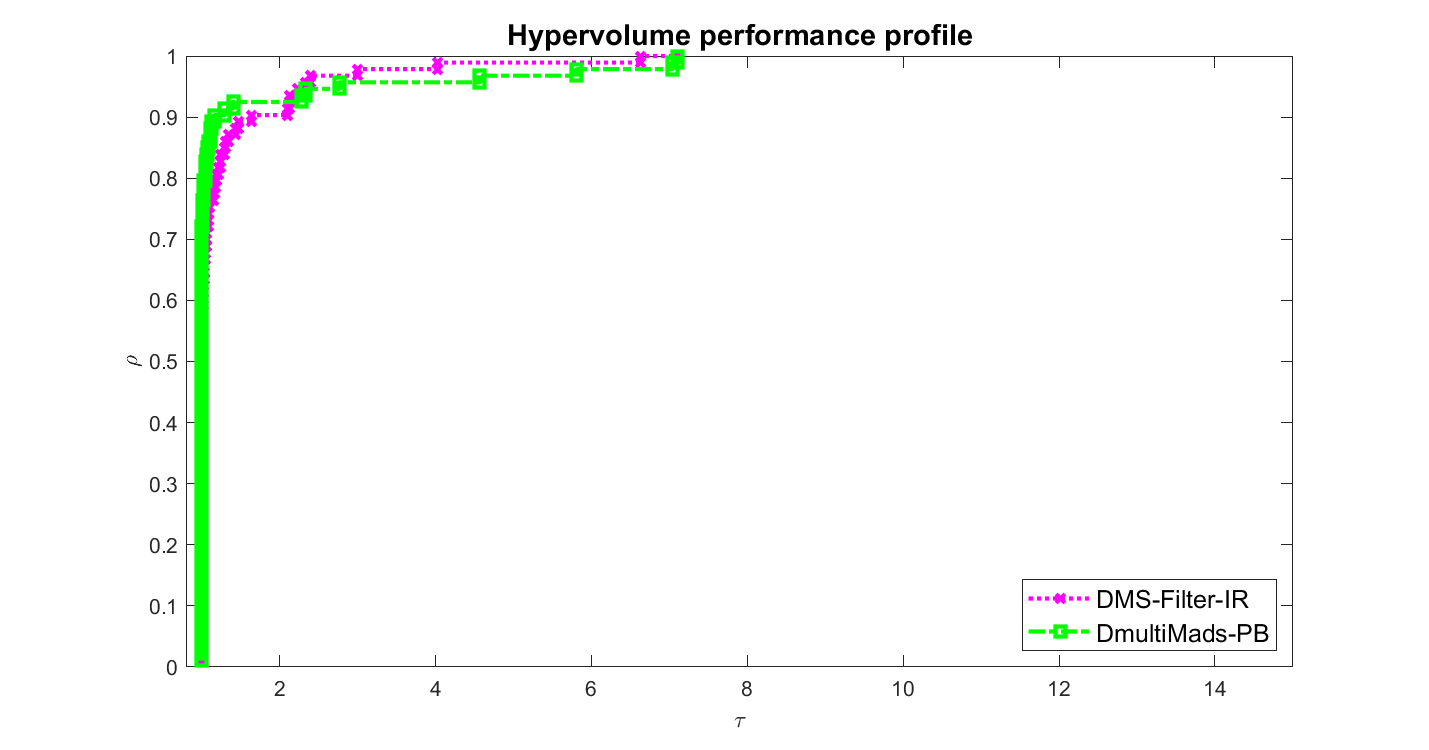 Hypervolume performance profile
1
0.9
0.8
0.7
0.6
0.5
0.4
0.3
0.2
0.1
0
ρ
2 4 6 8 10 12 14
τ
DMS-Filter-IR
DmultiMads-PB